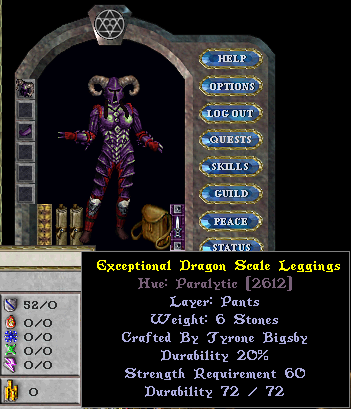 HELP
OPTIONS
LOG OUT
QUESTS
SKILLS
GUILD
PEACE
STATUS
Exceptional Dragon Scale Leggings
Hue: Paralytic [2612]
Layer: Pants
Weight: 6 Stones
Crafted By Tyrone Bigsby
Durability 20%
Strength Requirement 60
Durability 72 / 72
52/0
0/0
0/0
0/0
0/0
0